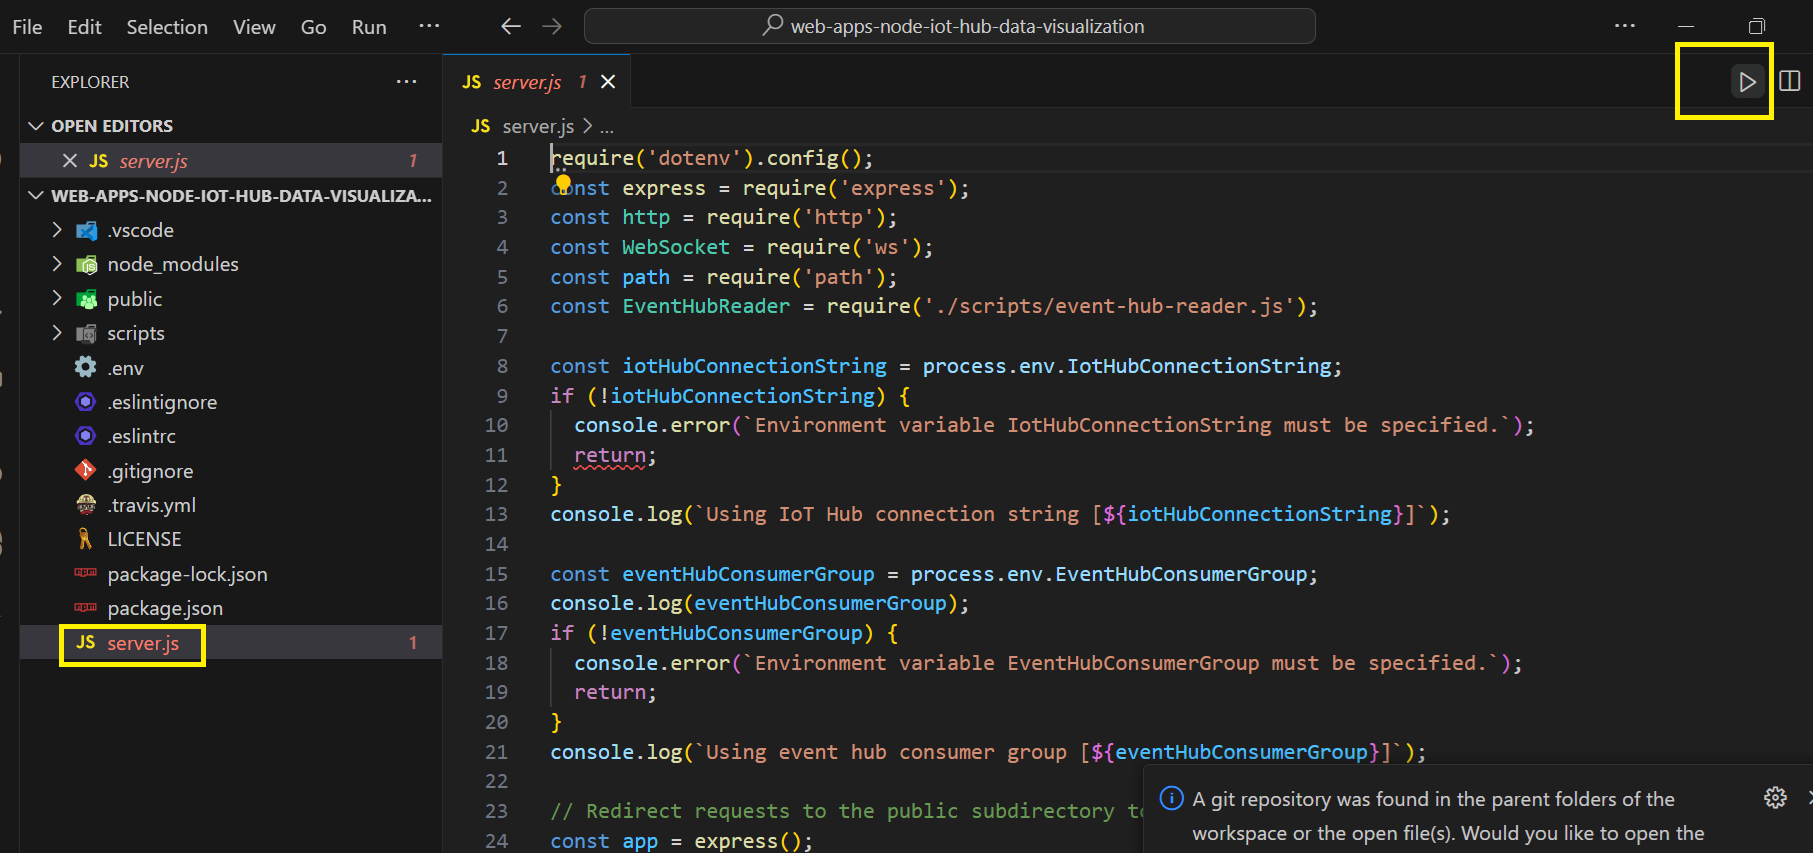 File Edit Selection View Go Run ···
web-apps-node-iot-hub-data-visualization
···
EXPLORER ···
OPEN EDITORS
JS server.js 1
WEB-APPS-NODE-IOT-HUB-DATA-VISUALIZA...
.vscode
node_modules
public
scripts
.env
.eslintignore
.eslintrc
.gitignore
.travis.yml
LICENSE
package-lock.json
package.json
JS server.js 1
JS server.js 1
JS server.js > ...
1 require('dotenv').config();
2 const express = require('express');
3 const http = require('http');
4 const WebSocket = require('ws');
5 const path = require('path');
6 const EventHubReader = require('./scripts/event-hub-reader.js');
7
8 const iotHubConnectionString = process.env.IotHubConnectionString;
9 if (!iotHubConnectionString) {
10 console.error(`Environment variable IotHubConnectionString must be specified.`);
11 return;
12 }
13 console.log(`Using IoT Hub connection string [${iotHubConnectionString}]`);
14
15 const eventHubConsumerGroup = process.env.EventHubConsumerGroup;
16 console.log(eventHubConsumerGroup);
17 if (!eventHubConsumerGroup) {
18 console.error(`Environment variable EventHubConsumerGroup must be specified.`);
19 return;
20 }
21 console.log(`Using event hub consumer group [${eventHubConsumerGroup}]`);
22
23 // Redirect requests to the public subdirectory
24 const app = express();
A git repository was found in the parent folders of the
workspace or the open file(s). Would you like to open the